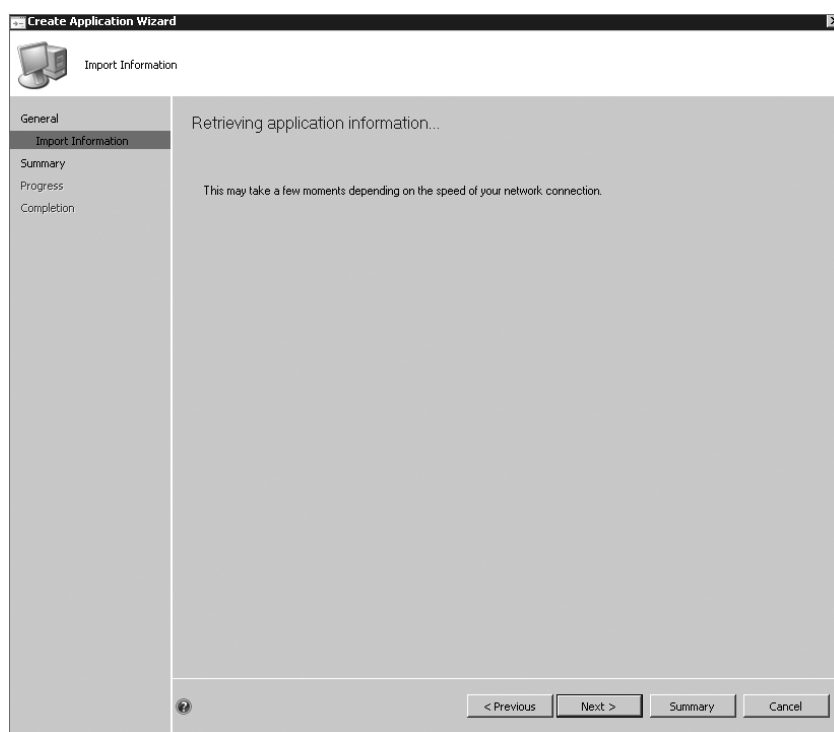 Create Application Wizard
Import Information
General
Import Information
Summary
Progress
Completion
Retrieving application information...
This may take a few moments depending on the speed of your network connection.
< Previous
Next >
Summary
Cancel